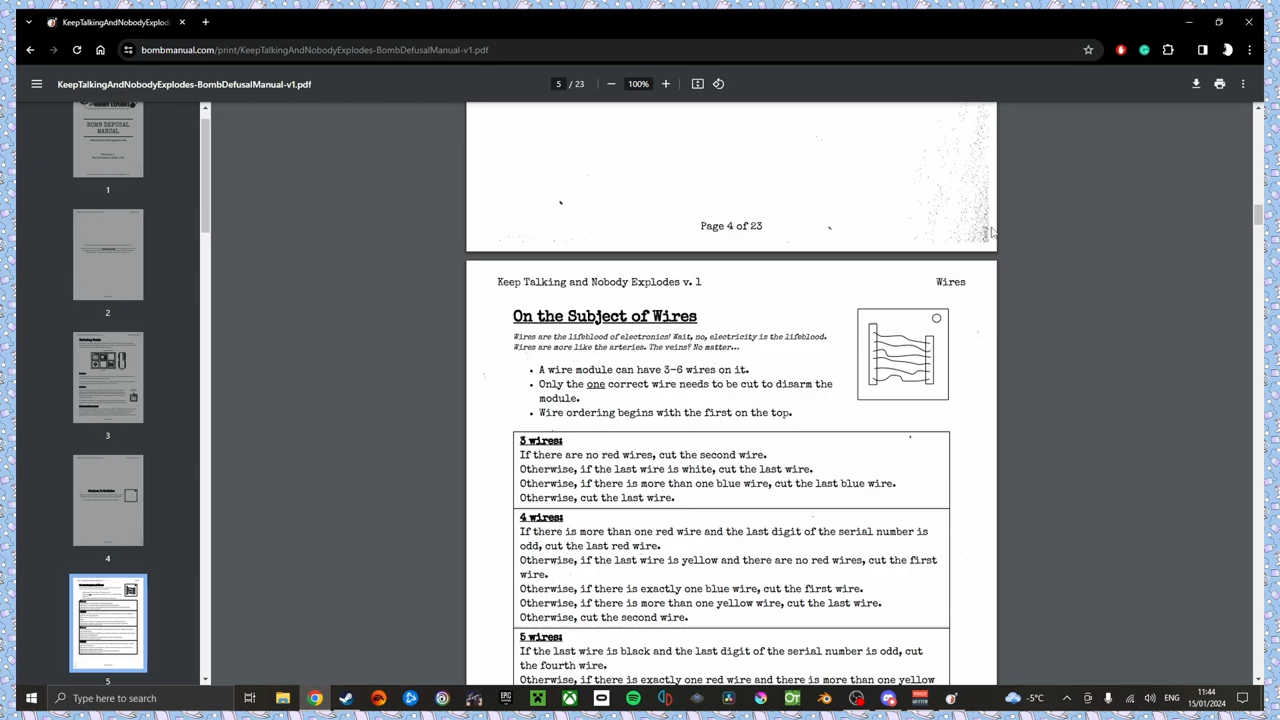 KeepTalkingAndNobodyExplod
bombmanual.com/print/KeepTalkingAndNobodyExplodes-BombDefusalManual-v1.pdf
KeepTalkingAndNobodyExplodes-BombDefusalManual-v1.pdf
5 / 23
100%
BOMB DEFUSAL
MANUAL
1
2
3
4
5
Page 4 of 23
Keep Talking and Nobody Explodes v. 1
Wires
On the Subject of Wires
Wires are the lifeblood of electronics! Wait, no, electricity is the lifeblood.
Wires are more like the arteries. The veins? No matter...
• A wire module can have 3-6 wires on it.
• Only the one correct wire needs to be cut to disarm the
module.
• Wire ordering begins with the first on the top.
3 wires:
If there are no red wires, cut the second wire.
Otherwise, if the last wire is white, cut the last wire.
Otherwise, if there is more than one blue wire, cut the last blue wire.
Otherwise, cut the last wire.
4 wires:
If there is more than one red wire and the last digit of the serial number is
odd, cut the last red wire.
Otherwise, if the last wire is yellow and there are no red wires, cut the first
wire.
Otherwise, if there is exactly one blue wire, cut the first wire.
Otherwise, if there is more than one yellow wire, cut the last wire.
Otherwise, cut the second wire.
5 wires:
If the last wire is black and the last digit of the serial number is odd, cut
the fourth wire.
Otherwise, if there is exactly one red wire and there is more than one yellow
Type here to search
EPIC
-5°C
ENG
11:44
15/01/2024